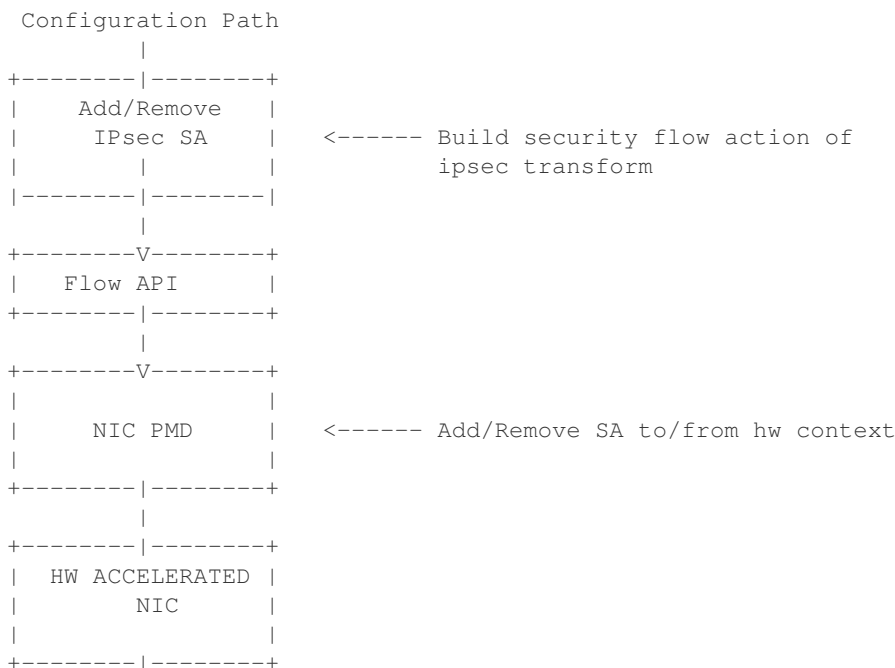 Configuration Path
         |
+--------|--------+
|    Add/Remove   |
|     IPsec SA    |   <------ Build security flow action of
|        |        |           ipsec transform
|--------|--------|
         |
+--------V--------+
|   Flow API      |
+--------|--------+
         |
+--------V--------+
|                 |
|     NIC PMD     |   <------ Add/Remove SA to/from hw context
|                 |
+--------|--------+
         |
+--------|--------+
|  HW ACCELERATED |
|        NIC      |
|                 |
+--------|--------+